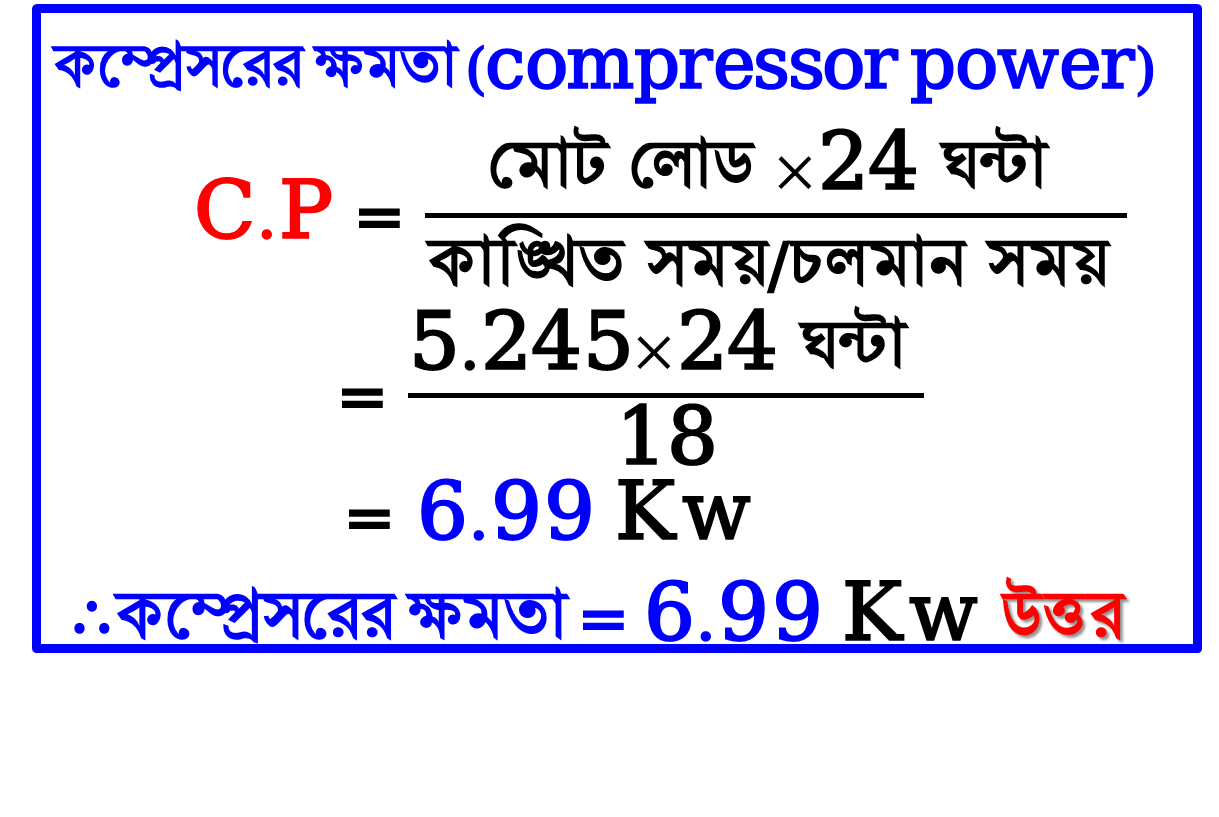 কম্প্রেসরের ক্ষমতা (compressor power)
C.P = মোট লোড ×24 ঘন্টা
কাঙ্খিত সময়/চলমান সময়
= 5.245×24 ঘন্টা
18
= 6.99 Kw
∴কম্প্রেসরের ক্ষমতা = 6.99 Kw উত্তর